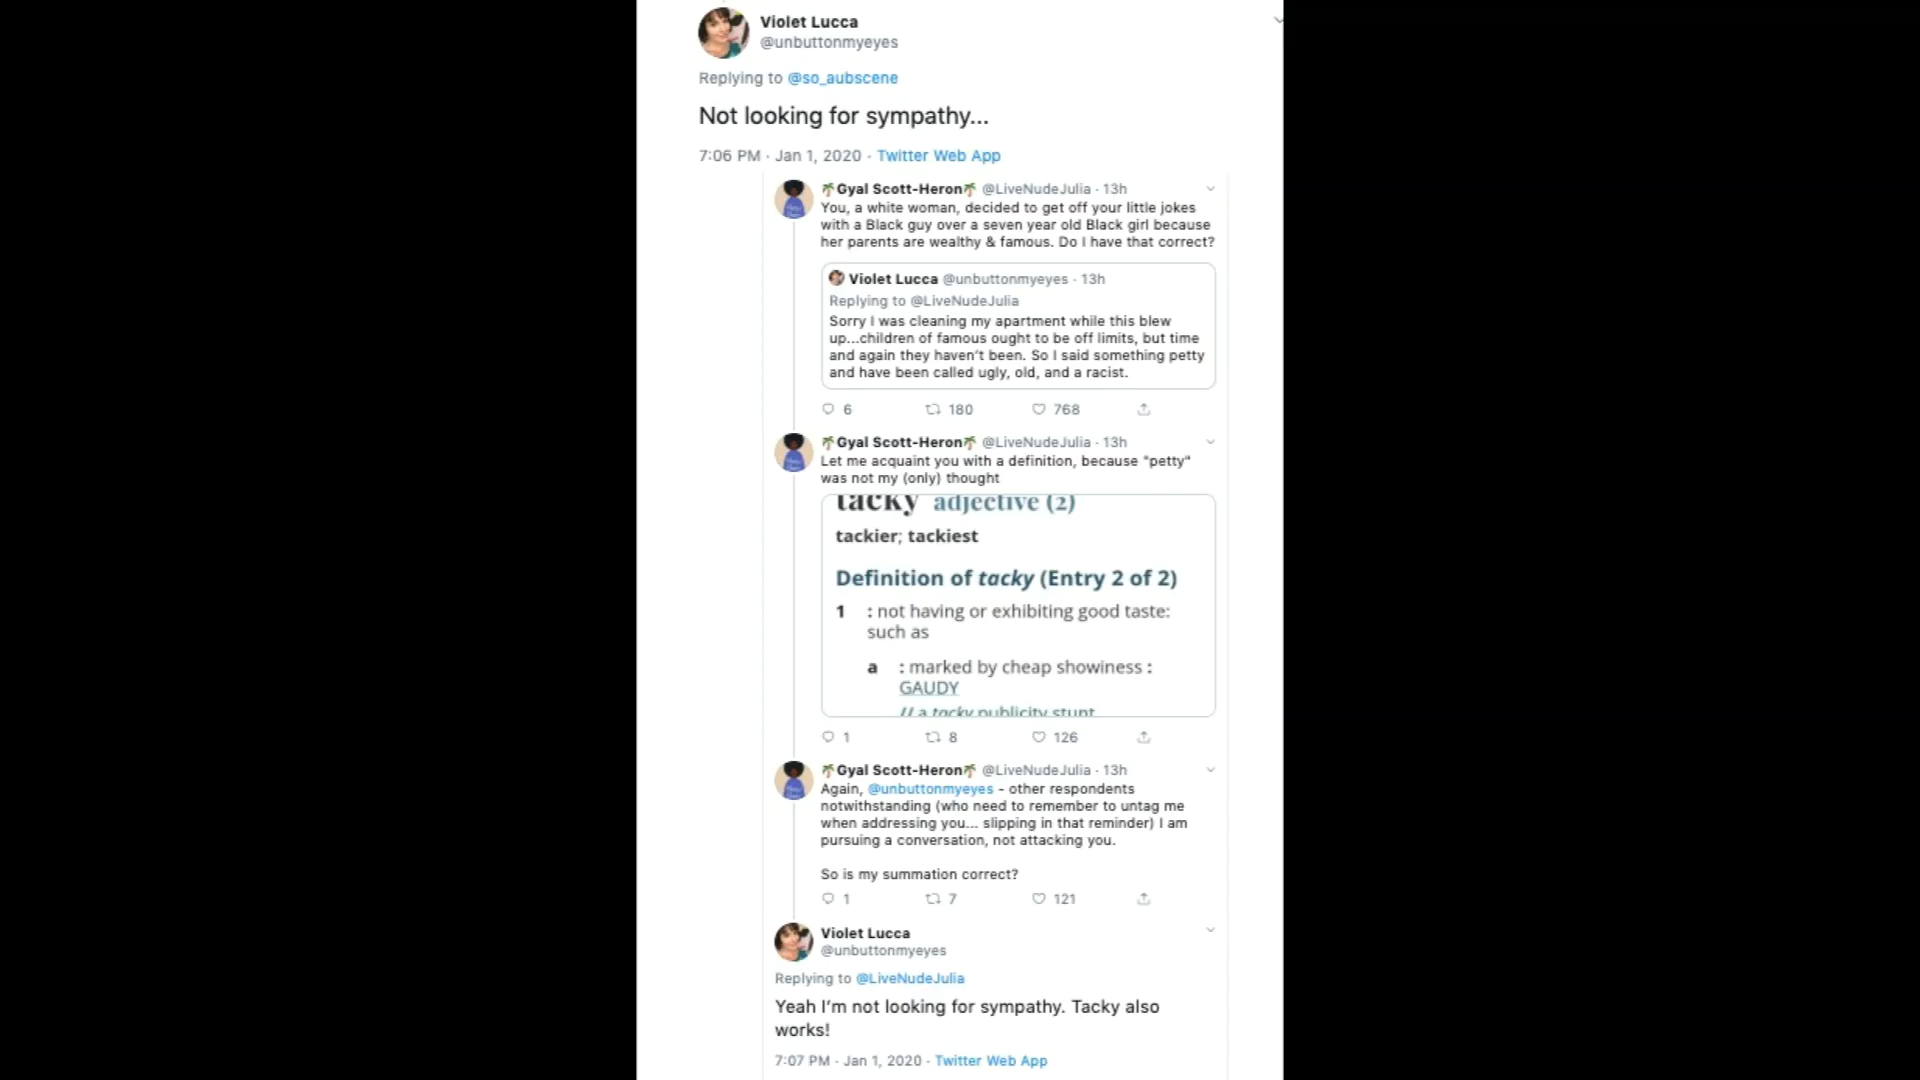 Violet Lucca
@unbuttonmyeyes
Replying to @so_aubscene
Not looking for sympathy...
7:06 PM · Jan 1, 2020 · Twitter Web App
🌴Gyal Scott-Heron🌴 @LiveNudeJulia · 13h
You, a white woman, decided to get off your little jokes
with a Black guy over a seven year old Black girl because
her parents are wealthy & famous. Do I have that correct?
Violet Lucca @unbuttonmyeyes · 13h
Replying to @LiveNudeJulia
Sorry I was cleaning my apartment while this blew
up...children of famous ought to be off limits, but time
and again they haven't been. So I said something petty
and have been called ugly, old, and a racist.
6 180 768
🌴Gyal Scott-Heron🌴 @LiveNudeJulia · 13h
Let me acquaint you with a definition, because "petty"
was not my (only) thought
tacky adjective (2)
tackier; tackiest
Definition of tacky (Entry 2 of 2)
1 : not having or exhibiting good taste:
such as
a : marked by cheap showiness :
GAUDY
// a tacky publicity stunt
1 8 126
🌴Gyal Scott-Heron🌴 @LiveNudeJulia · 13h
Again, @unbuttonmyeyes - other respondents
notwithstanding (who need to remember to untag me
when addressing you... slipping in that reminder) I am
pursuing a conversation, not attacking you.
So is my summation correct?
1 7 121
Violet Lucca
@unbuttonmyeyes
Replying to @LiveNudeJulia
Yeah I'm not looking for sympathy. Tacky also
works!
7:07 PM · Jan 1, 2020 · Twitter Web App